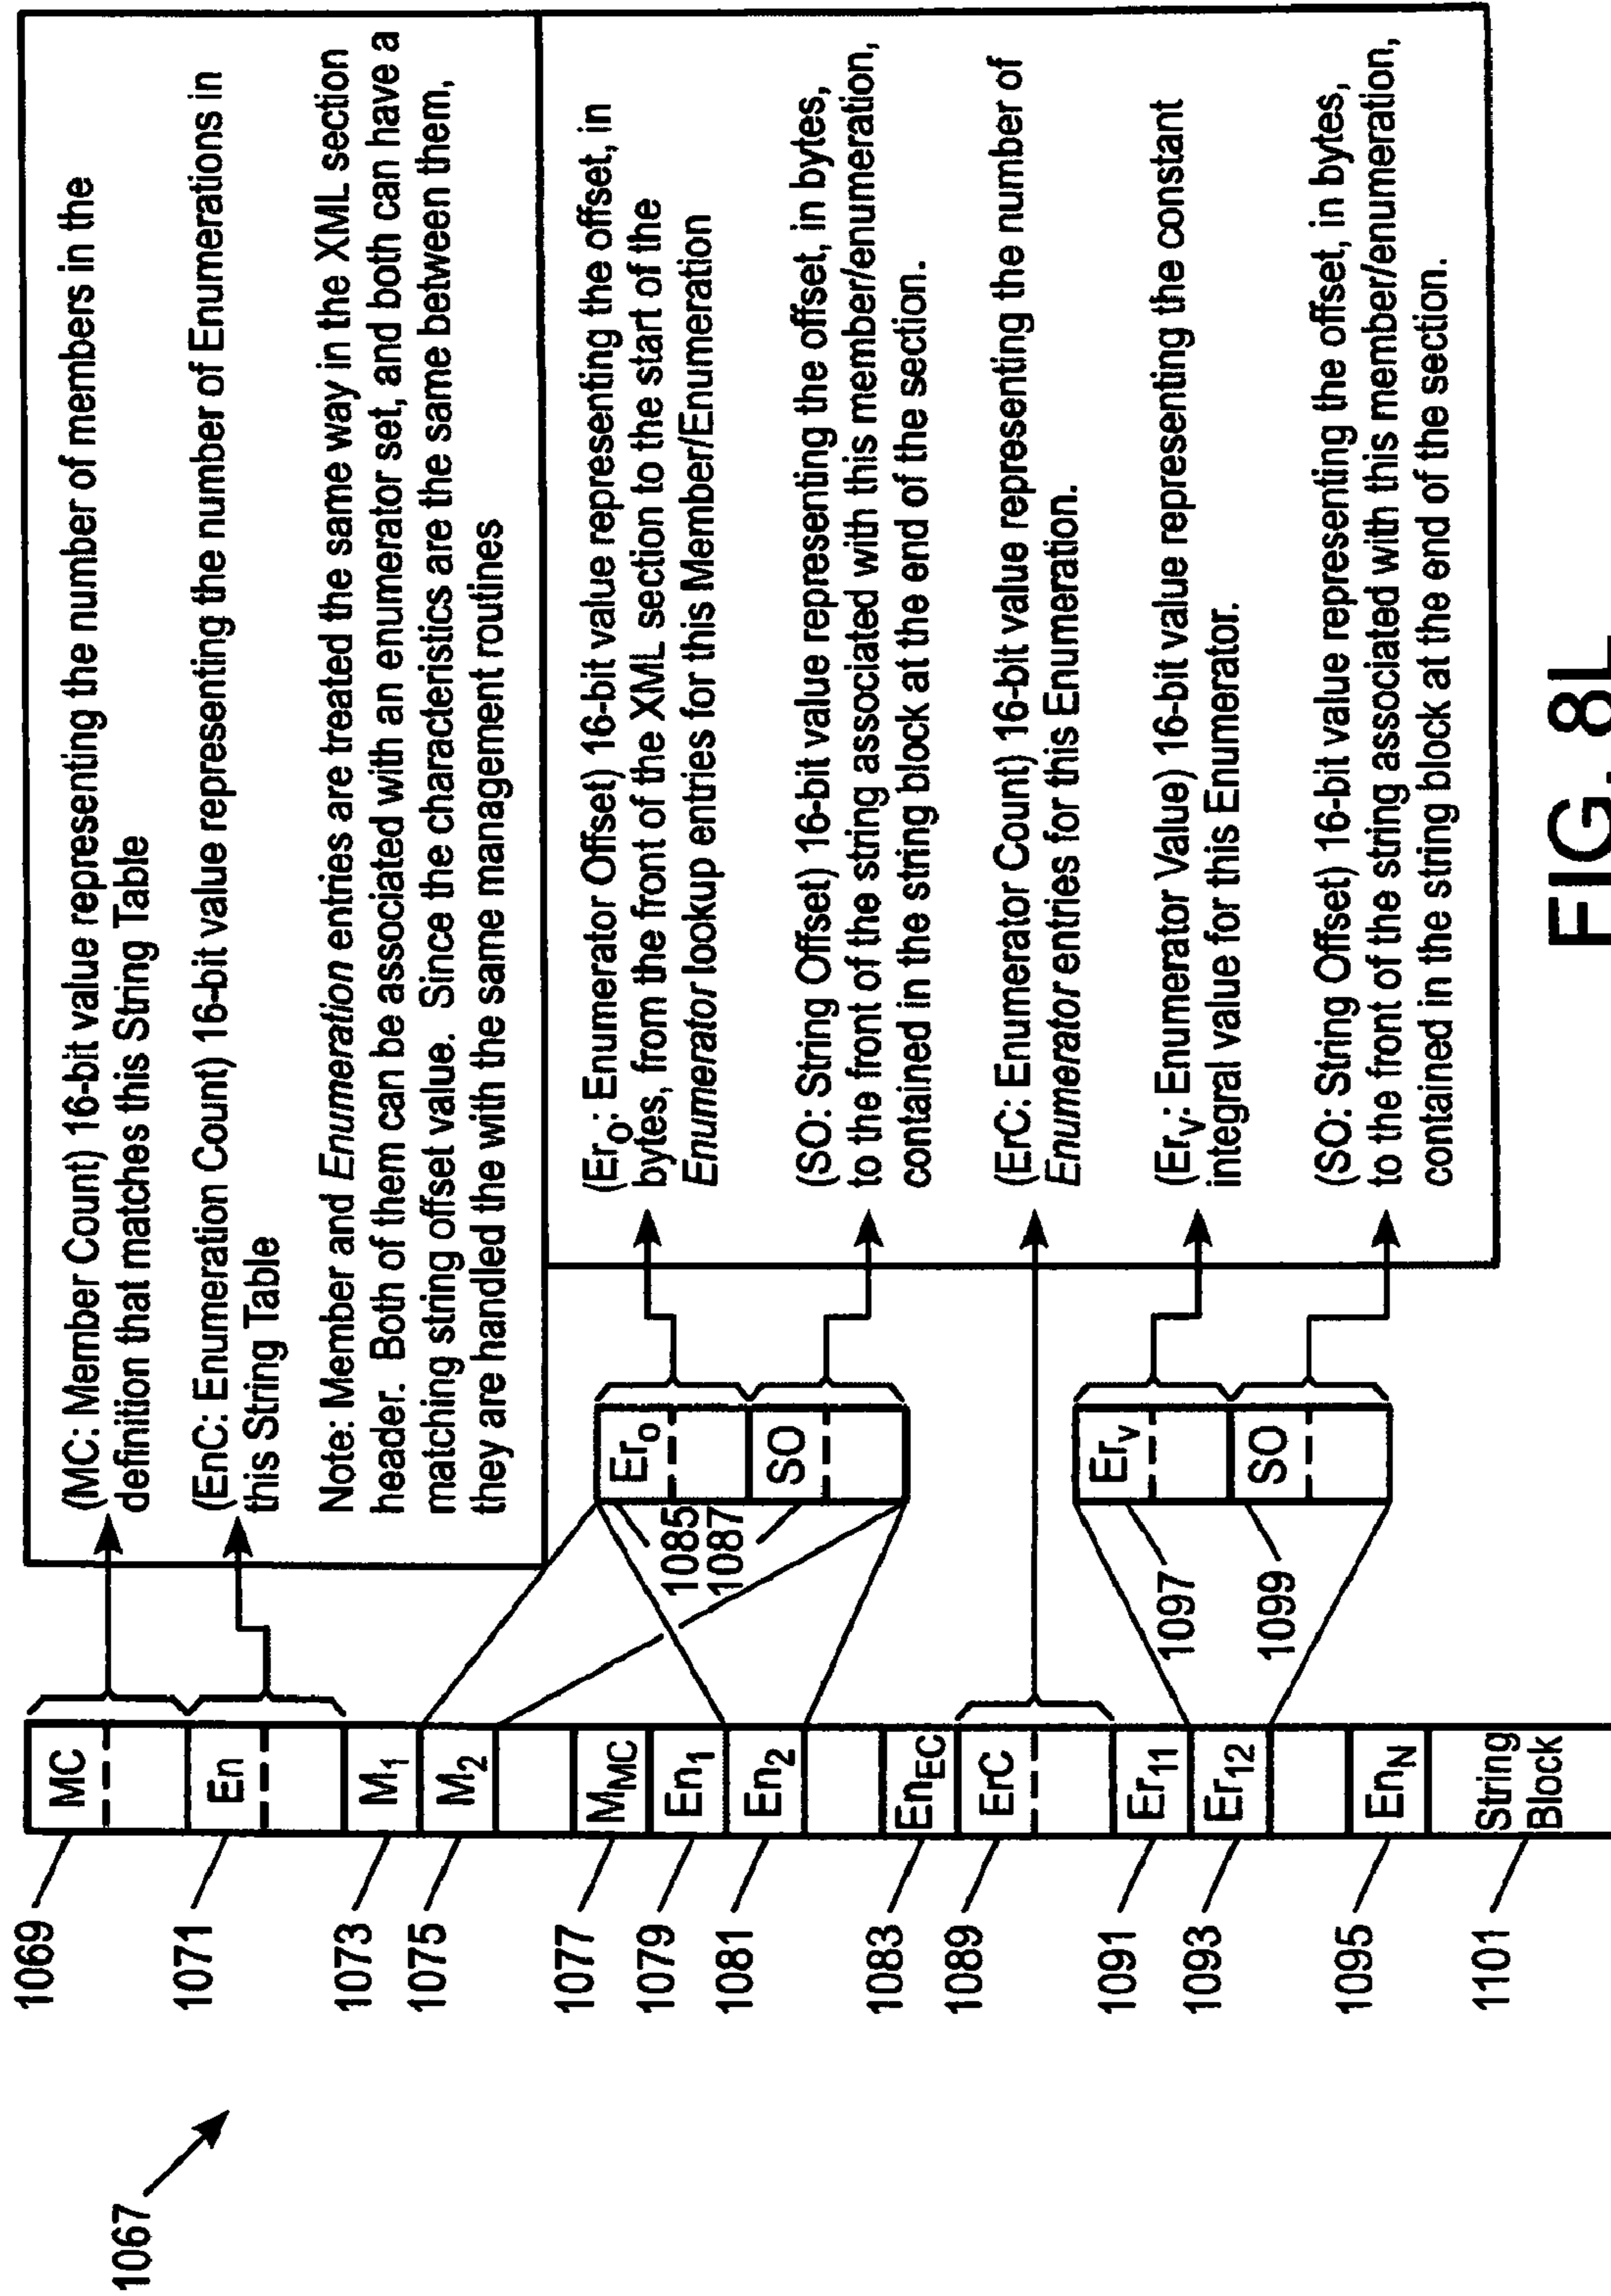 1067
1069
1071
1073
1075
1077
1079
1081
1083
1089
1091
1093
1095
1101
MC
En
M1
M2
MMC
En1
En2
EnEC
ErC
Er11
Er12
EnN
String
Block
1085
1087
Ero
SO
1097
1099
Erv
SO
(MC: Member Count) 16-bit value representing the number of members in the
definition that matches this String Table
(EnC: Enumeration Count) 16-bit value representing the number of Enumerations in
this String Table
Note: Member and Enumeration entries are treated the same way in the XML section
header. Both of them can be associated with an enumerator set, and both can have a
matching string offset value. Since the characteristics are the same between them,
they are handled the with the same management routines
(Ero: Enumerator Offset) 16-bit value representing the offset, in
bytes, from the front of the XML section to the start of the
Enumerator lookup entries for this Member/Enumeration
(SO: String Offset) 16-bit value representing the offset, in bytes,
to the front of the string associated with this member/enumeration,
contained in the string block at the end of the section.
(ErC: Enumerator Count) 16-bit value representing the number of
Enumerator entries for this Enumeration.
(Erv: Enumerator Value) 16-bit value representing the constant
integral value for this Enumerator.
(SO: String Offset) 16-bit value representing the offset, in bytes,
to the front of the string associated with this member/enumeration,
contained in the string block at the end of the section.
FIG. 8L